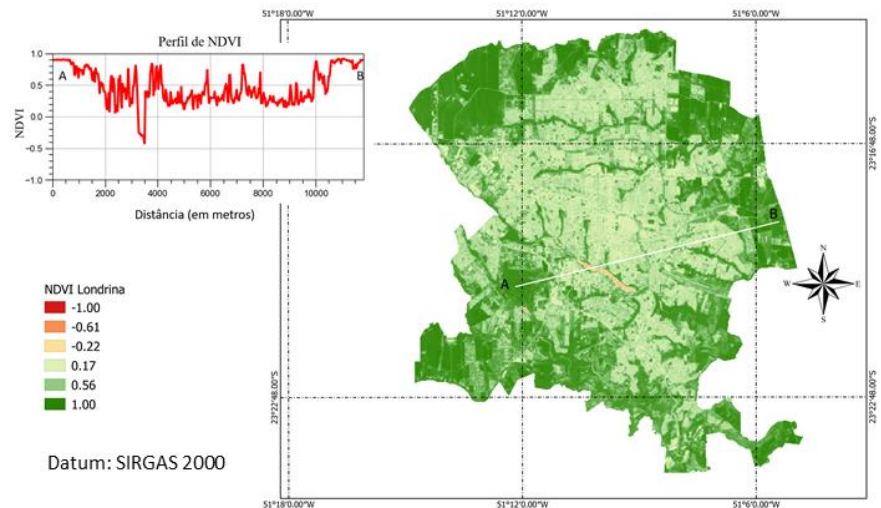 51°18'0.00"W
51°12'0.00"W
51°6'0.00"W
Perfil de NDVI
1.0
0.5
0.0
−0.5
−1.0
NDVI
A
B
0
2000
4000
6000
8000
10000
Distância (em metros)
23°16'48.00"S
B
A
N
W
E
S
NDVI Londrina
-1.00
-0.61
-0.22
0.17
0.56
1.00
23°22'48.00"S
23°22'48.00"S
Datum: SIRGAS 2000
51°18'0.00"W
51°12'0.00"W
51°6'0.00"W